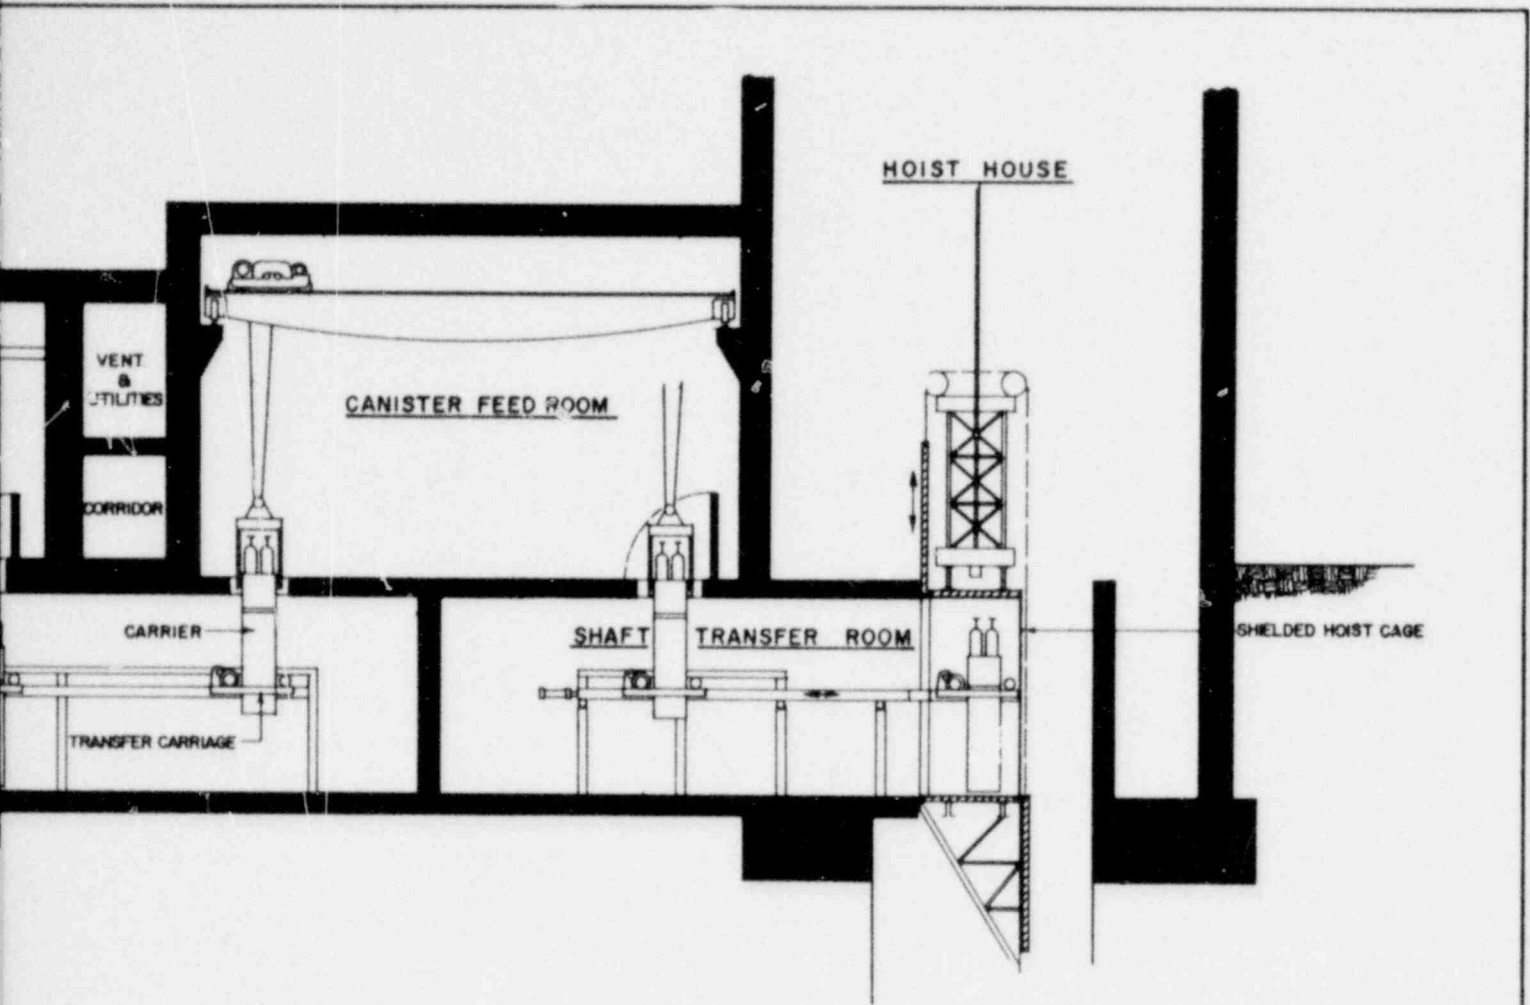 HOIST HOUSE
VENT
&
UTILITIES
CANISTER FEED ROOM
CORRIDOR
CARRIER
SHAFT TRANSFER ROOM
SHIELDED HOIST CAGE
TRANSFER CARRIAGE